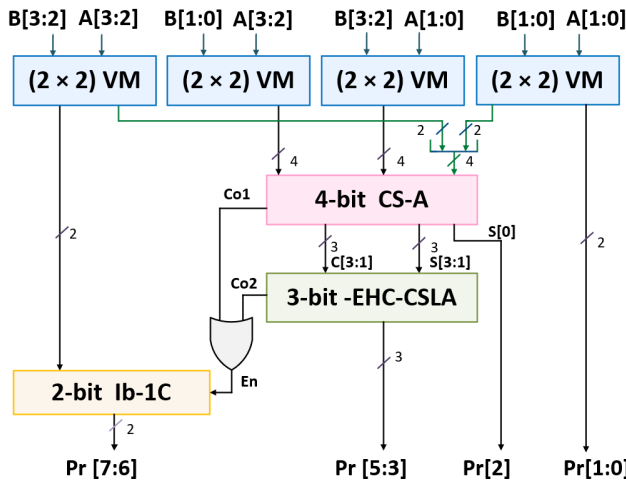 B[3:2] A[3:2] B[1:0] A[3:2] B[3:2] A[1:0] B[1:0] A[1:0]
(2 × 2) VM (2 × 2) VM (2 × 2) VM (2 × 2) VM
2 2
4 4 4
Co1 4-bit CS-A
2 3 3 S[0] 2
C[3:1] S[3:1]
Co2 3-bit -EHC-CSLA
3
En
2-bit Ib-1C
2
Pr [7:6] Pr [5:3] Pr[2] Pr[1:0]